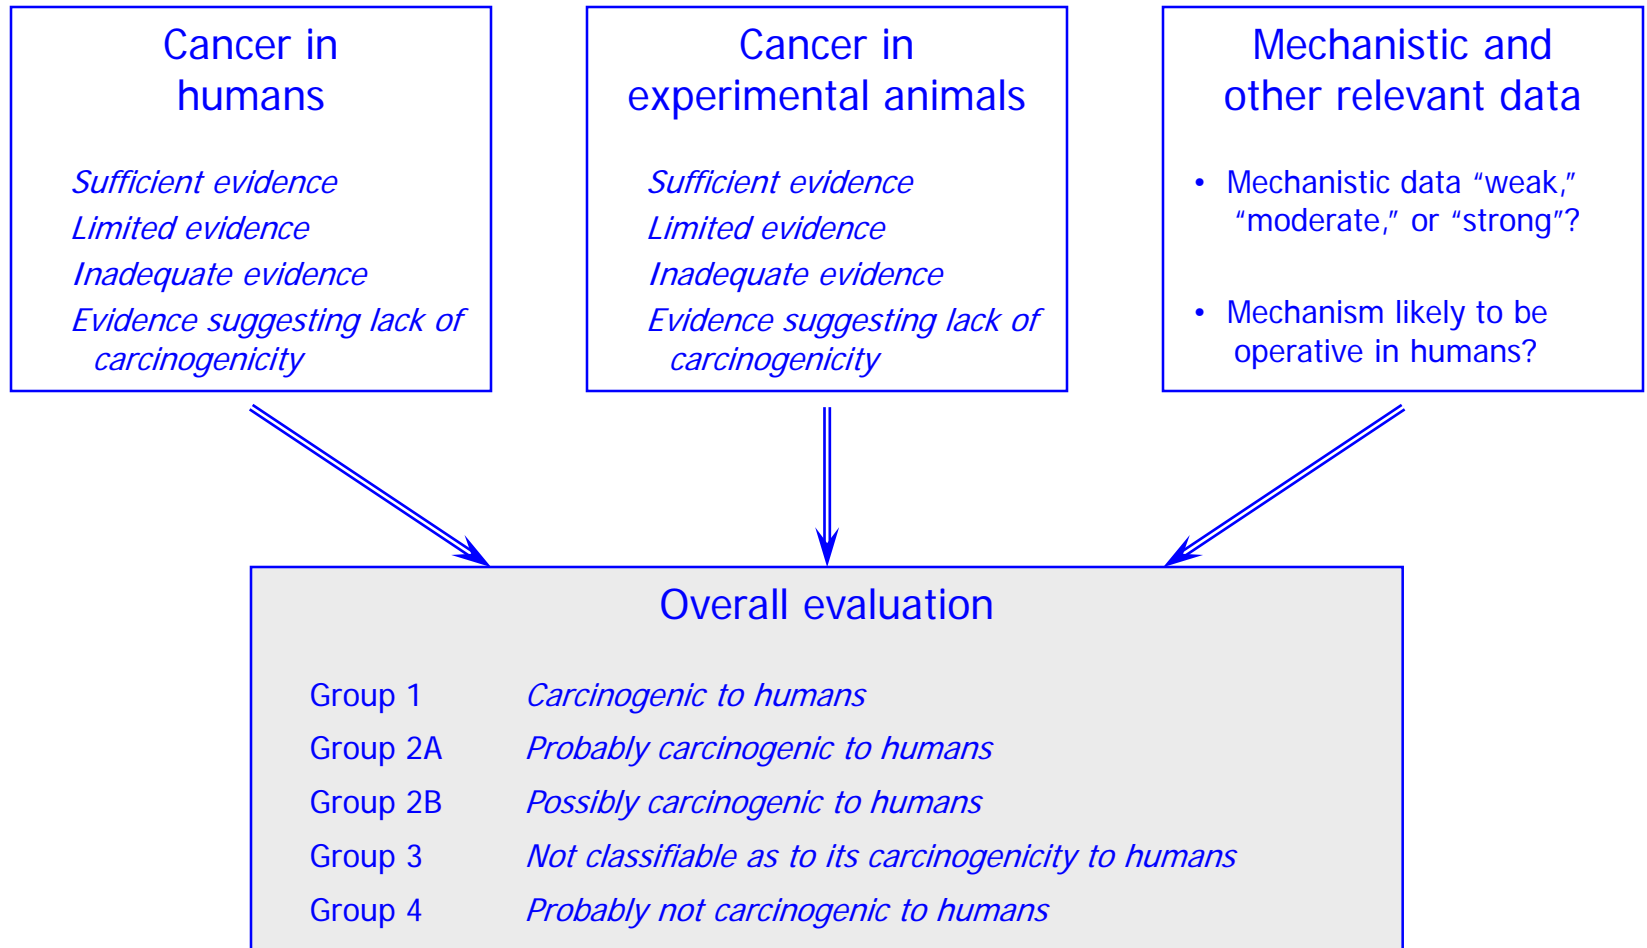 Cancer in
humans
Sufficient evidence
Limited evidence
Inadequate evidence
Evidence suggesting lack of
carcinogenicity
Cancer in
experimental animals
Sufficient evidence
Limited evidence
Inadequate evidence
Evidence suggesting lack of
carcinogenicity
Mechanistic and
other relevant data
• Mechanistic data “weak,”
“moderate,” or “strong”?
• Mechanism likely to be
operative in humans?
Overall evaluation
Group 1 Carcinogenic to humans
Group 2A Probably carcinogenic to humans
Group 2B Possibly carcinogenic to humans
Group 3 Not classifiable as to its carcinogenicity to humans
Group 4 Probably not carcinogenic to humans